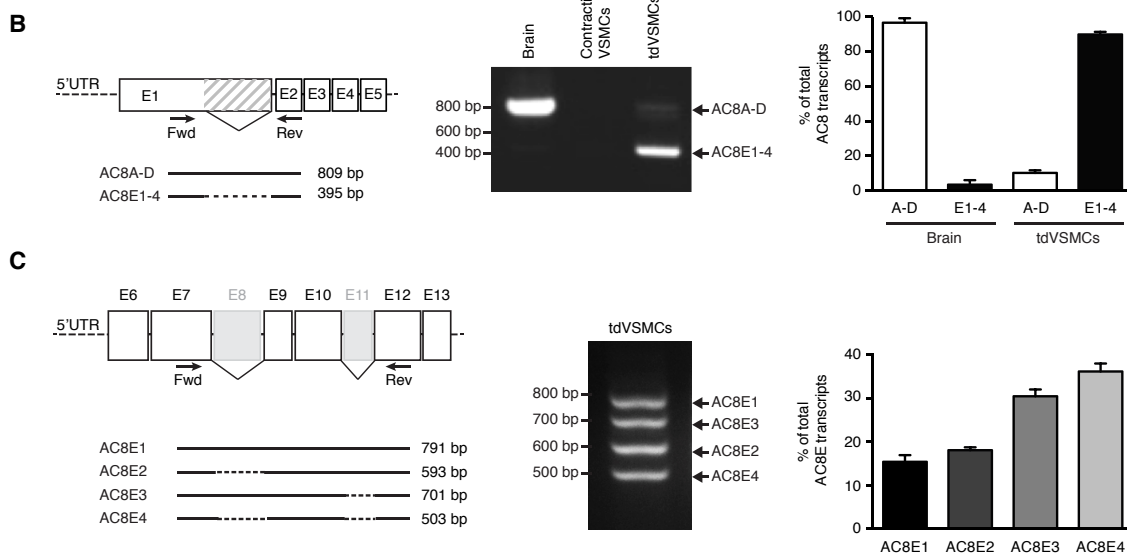 B
5'UTR
E1
E2
E3
E4
E5
Fwd
Rev
AC8A-D
809 bp
AC8E1-4
395 bp
Brain
VSMCs
tdVSMCs
800 bp
600 bp
400 bp
AC8A-D
AC8E1-4
% of total
AC8 transcripts
100
80
60
40
20
0
A-D
E1-4
A-D
E1-4
Brain
tdVSMCs
C
E6
E7
E8
E9
E10
E11
E12
E13
5'UTR
Fwd
Rev
AC8E1
791 bp
AC8E2
593 bp
AC8E3
701 bp
AC8E4
503 bp
tdVSMCs
800 bp
700 bp
600 bp
500 bp
AC8E1
AC8E3
AC8E2
AC8E4
% of total
AC8E transcripts
40
30
20
10
0
AC8E1
AC8E2
AC8E3
AC8E4